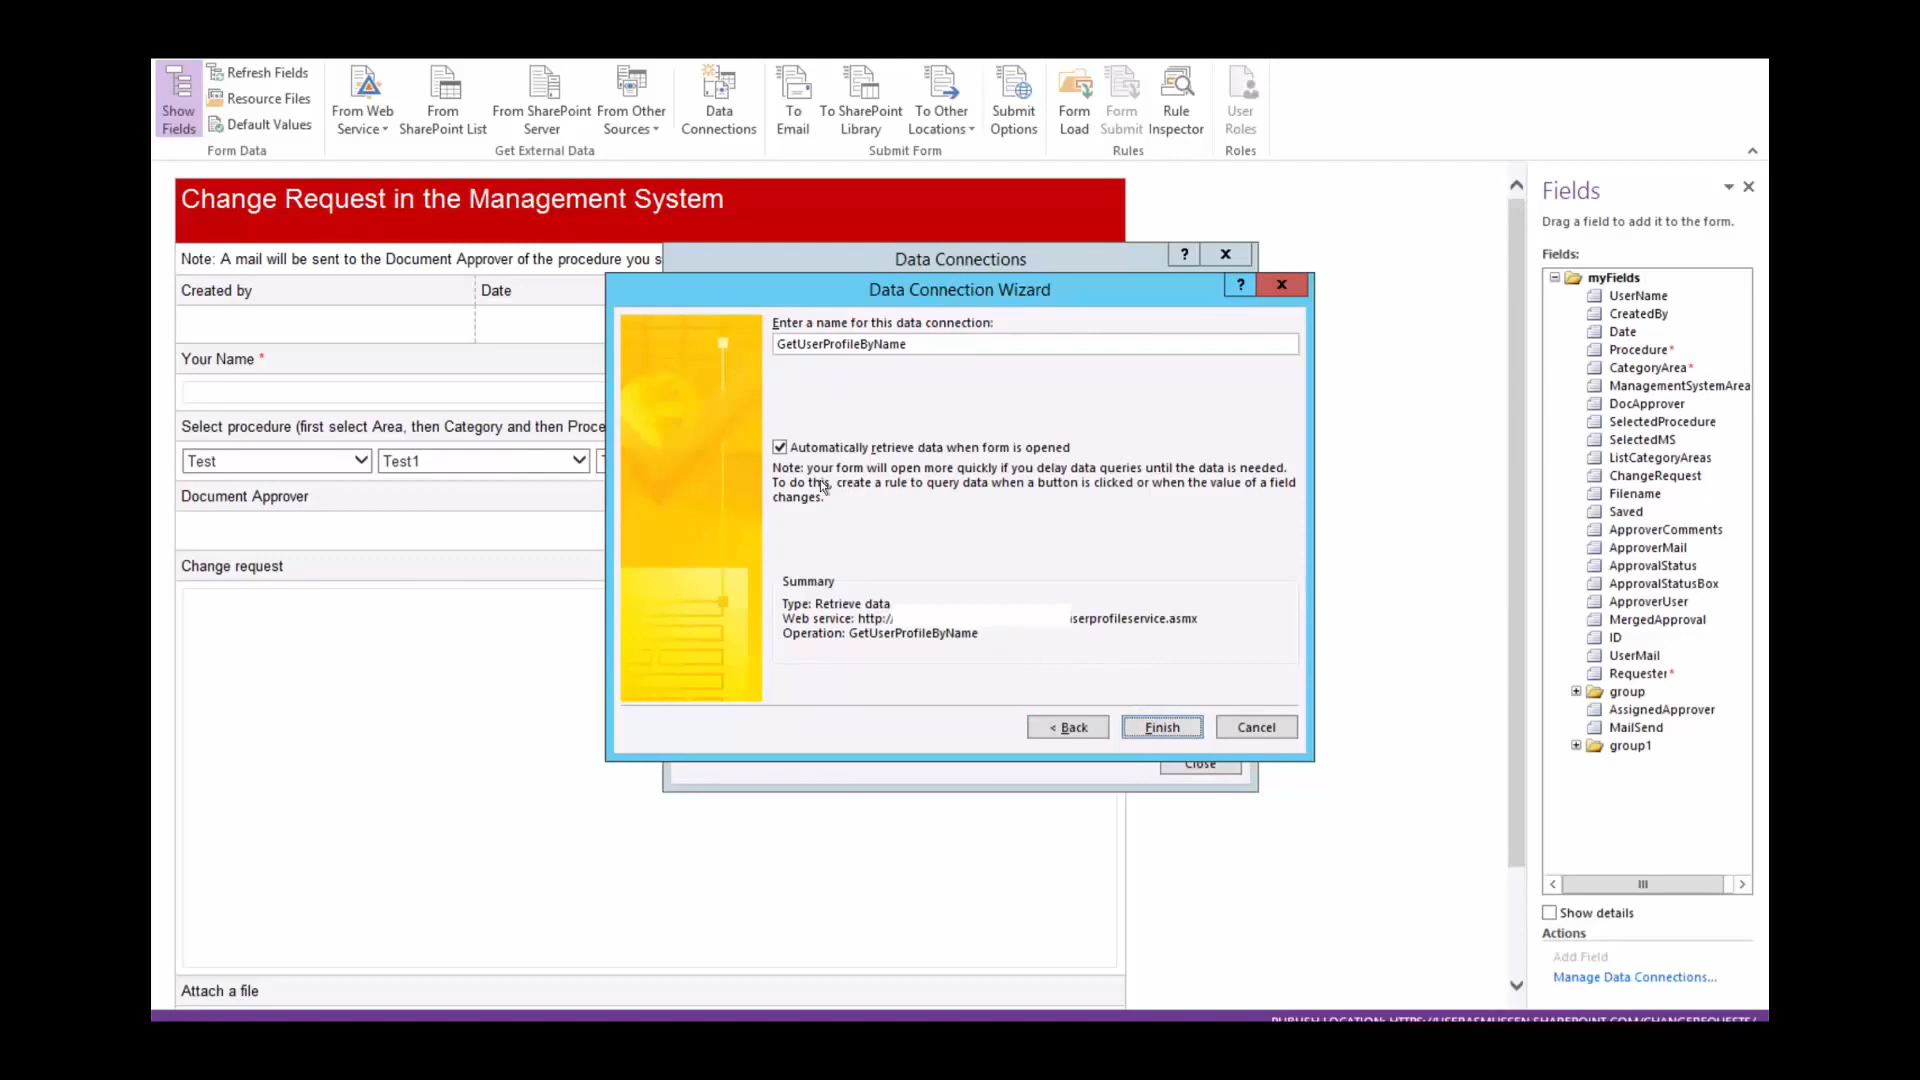 Show Fields
Refresh Fields
Resource Files
Default Values
Form Data
From Web Service
From SharePoint List
From SharePoint Server
From Other Sources
Get External Data
Data Connections
To Email
To SharePoint Library
To Other Locations
Submit Options
Submit Form
Form Load
Form Submit
Rule Inspector
Rules
User Roles
Roles
Change Request in the Management System
Note: A mail will be sent to the Document Approver of the procedure you s
Created by
Date
Your Name *
Select procedure (first select Area, then Category and then Proce
Test
Test1
Document Approver
Change request
Attach a file
Data Connections
? X
Data Connection Wizard
? X
Enter a name for this data connection:
GetUserProfileByName
Automatically retrieve data when form is opened
Note: your form will open more quickly if you delay data queries until the data is needed.
To do this, create a rule to query data when a button is clicked or when the value of a field
changes.
Summary
Type: Retrieve data
Web service: http:// serprofileservice.asmx
Operation: GetUserProfileByName
< Back
Finish
Cancel
Close
Fields
Drag a field to add it to the form.
Fields:
myFields
UserName
CreatedBy
Date
Procedure*
CategoryArea*
ManagementSystemArea
DocApprover
SelectedProcedure
SelectedMS
ListCategoryAreas
ChangeRequest
Filename
Saved
ApproverComments
ApproverMail
ApprovalStatus
ApprovalStatusBox
ApproverUser
MergedApproval
ID
UserMail
Requester*
group
AssignedApprover
MailSend
group1
Show details
Actions
Add Field
Manage Data Connections...